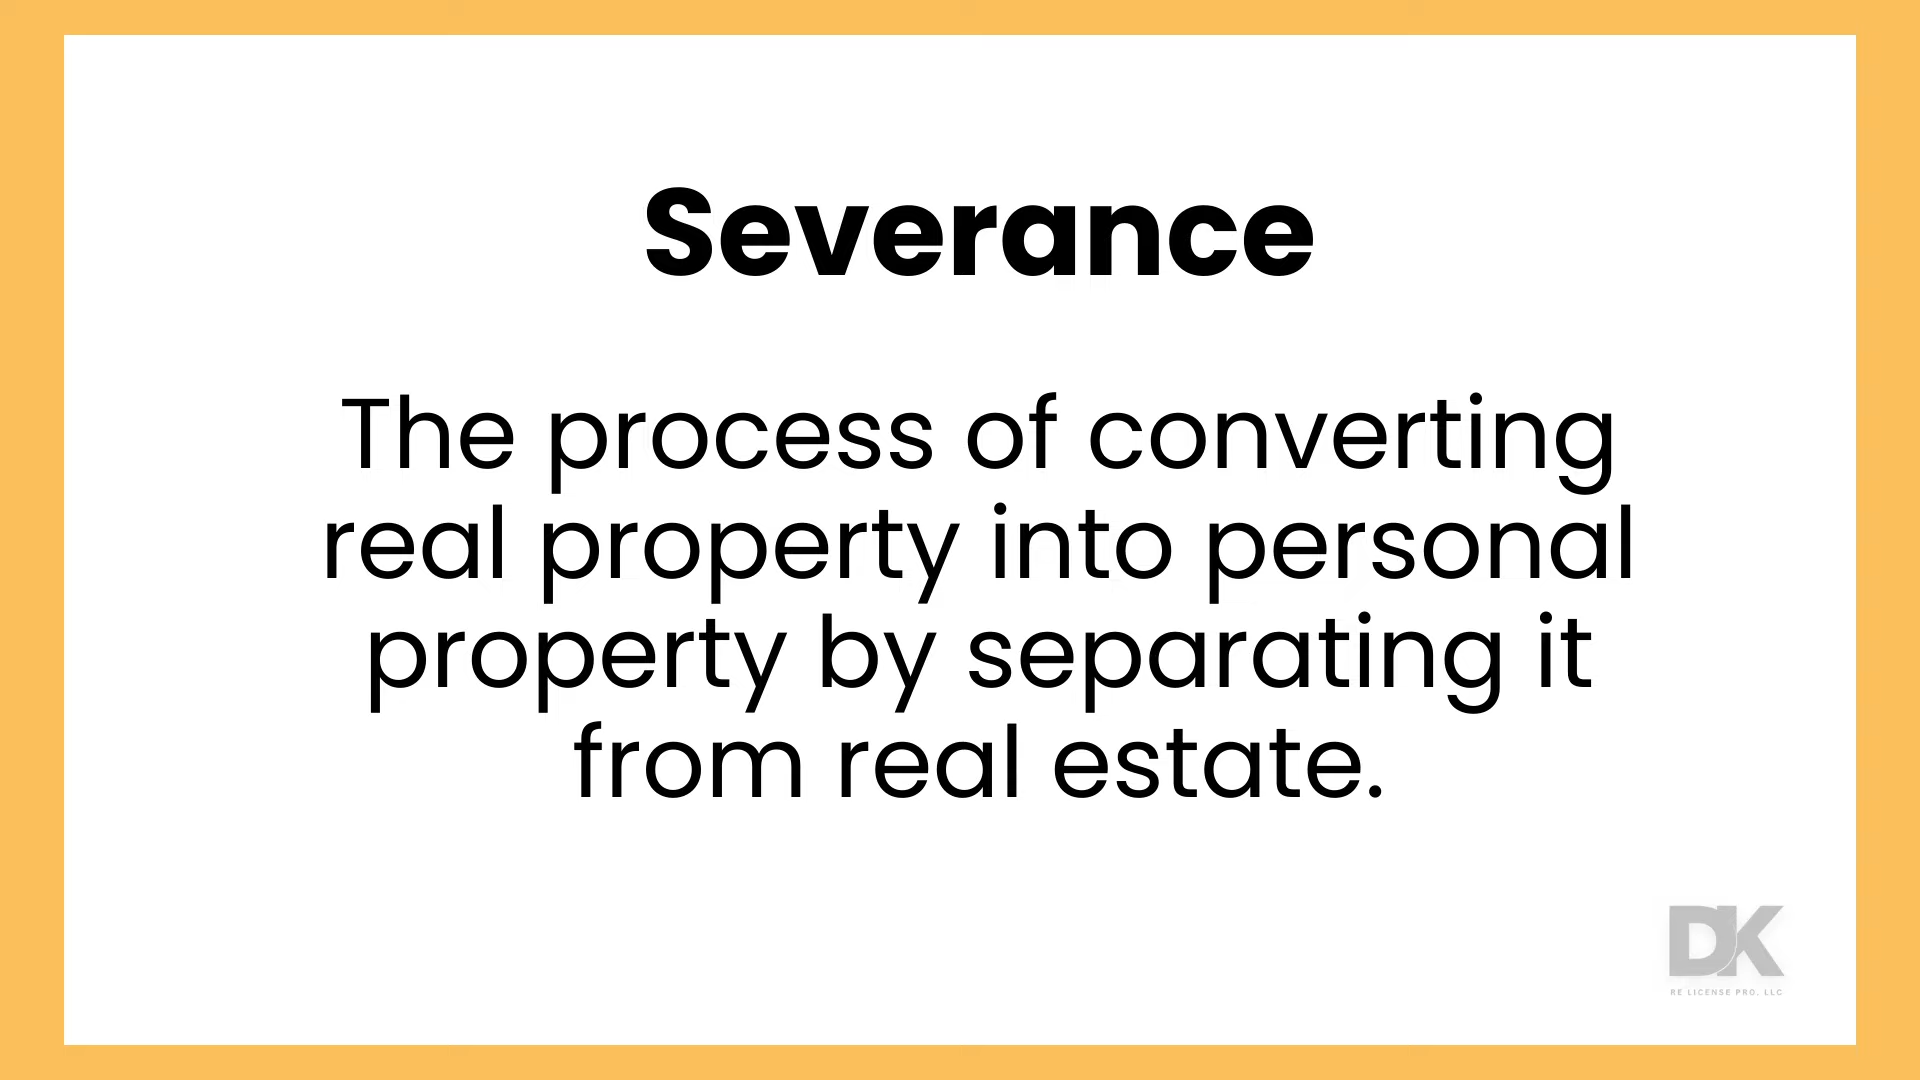 Severance
The process of converting
real property into personal
property by separating it
from real estate.
DK
RE LICENSE PRO, LLC